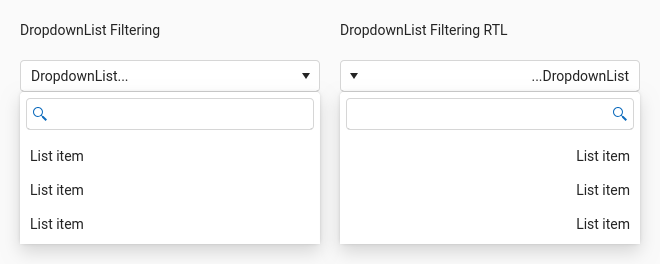 DropdownList Filtering
DropdownList...
List item
List item
List item
DropdownList Filtering RTL
...DropdownList
List item
List item
List item